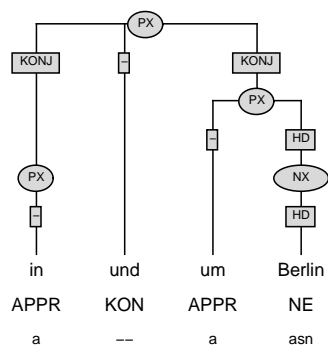 PX
KONJ – KONJ
PX
– HD
PX NX
– HD
in und um Berlin
APPR KON APPR NE
a –– a asn